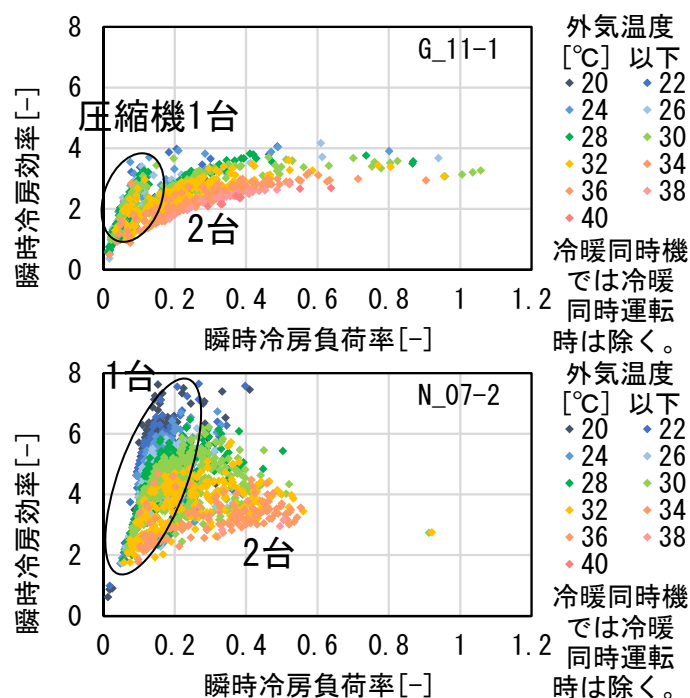 8
6
4
2
0
瞬時冷房効率[-]
G_11-1
圧縮機1台
2台
0 0.2 0.4 0.6 0.8 1 1.2
瞬時冷房負荷率[-]
外気温度
[℃] 以下
20 22
24 26
28 30
32 34
36 38
40
冷暖同時機
では冷暖
同時運転
時は除く。
8
6
4
2
0
瞬時冷房効率[-]
1台
N_07-2
2台
0 0.2 0.4 0.6 0.8 1 1.2
瞬時冷房負荷率[-]
外気温度
[℃] 以下
20 22
24 26
28 30
32 34
36 38
40
冷暖同時機
では冷暖
同時運転
時は除く。